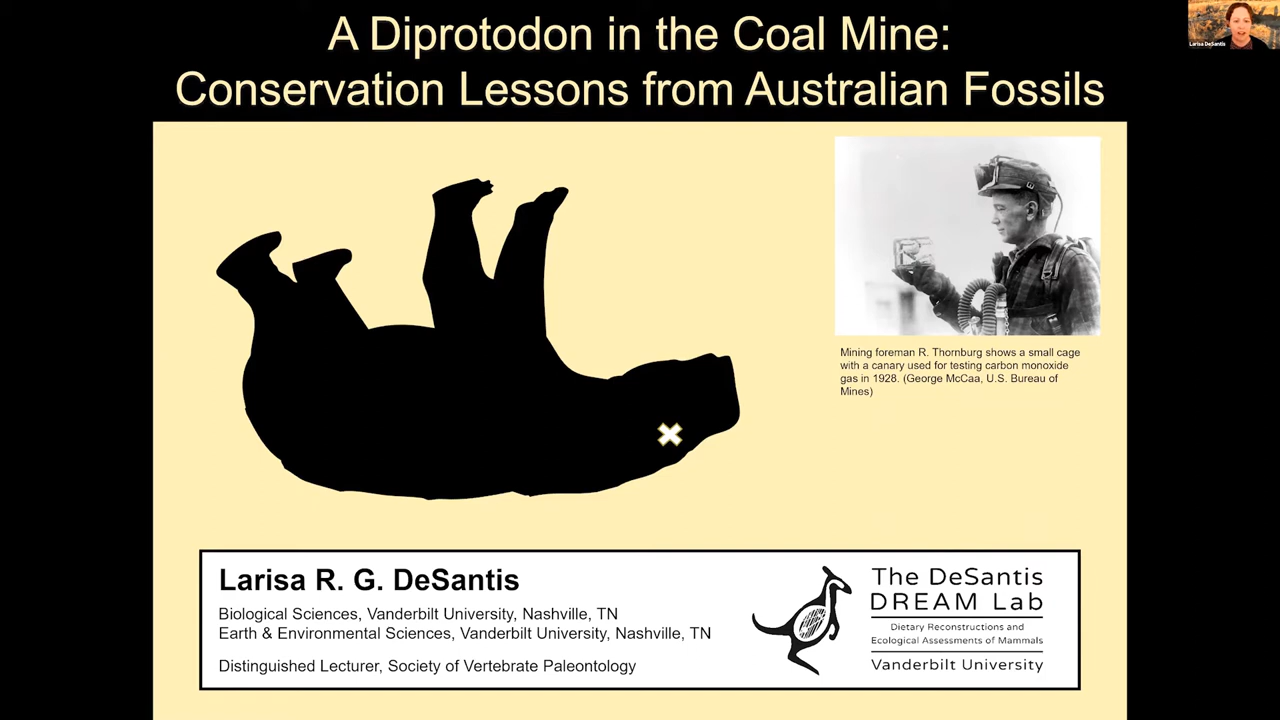 A Diprotodon in the Coal Mine:
Conservation Lessons from Australian Fossils
Larisa DeSantis
Mining foreman R. Thornburg shows a small cage
with a canary used for testing carbon monoxide
gas in 1928. (George McCaa, U.S. Bureau of
Mines)
Larisa R. G. DeSantis
Biological Sciences, Vanderbilt University, Nashville, TN
Earth & Environmental Sciences, Vanderbilt University, Nashville, TN
Distinguished Lecturer, Society of Vertebrate Paleontology
The DeSantis
DREAM Lab
Dietary Reconstructions and
Ecological Assessments of Mammals
Vanderbilt University